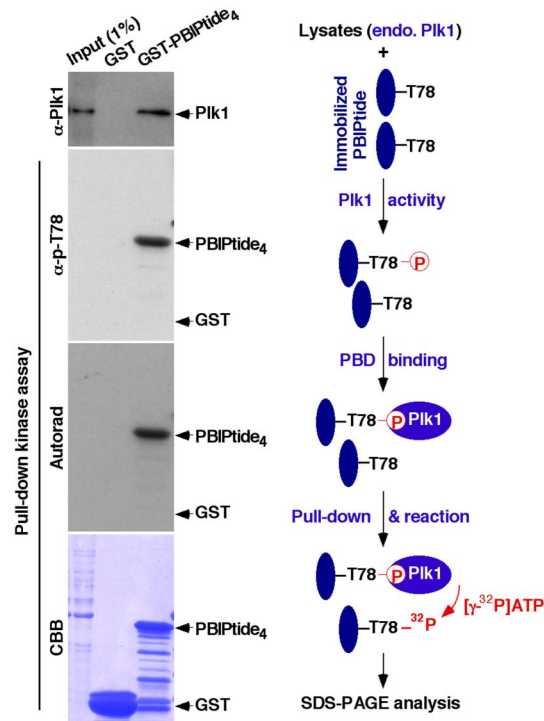 Input (1%)
GST
GST-PBIPtide4
α-Plk1
Plk1
Pull-down kinase assay
α-p-T78
PBIPtide4
GST
Autorad
PBIPtide4
GST
CBB
PBIPtide4
GST
Lysates (endo. Plk1)
+
Immobilized
PBIPtide
T78
T78
Plk1 activity
T78 P
T78
PBD binding
T78 P Plk1
T78
Pull-down & reaction
T78 P Plk1
[γ-³²P]ATP
T78 ³²P
SDS-PAGE analysis